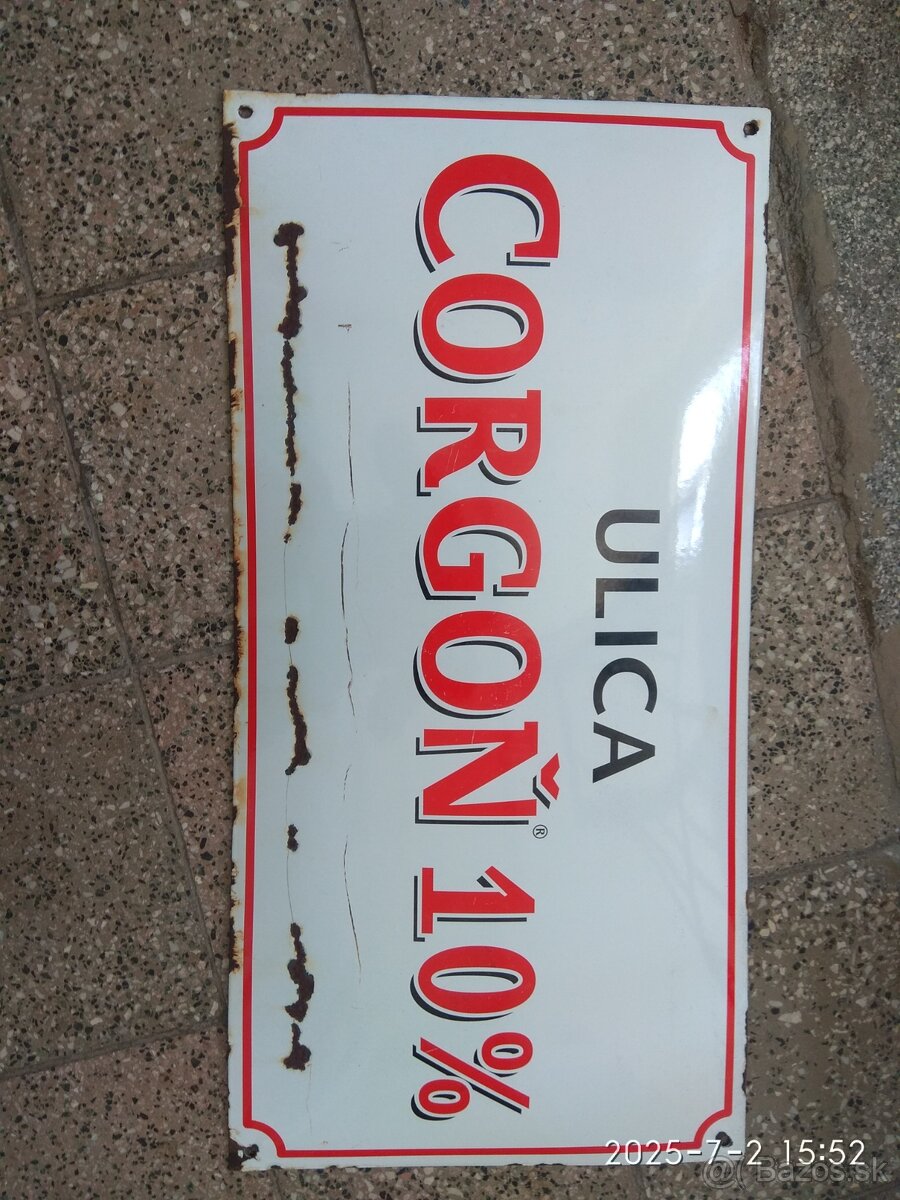 ULICA
CORGOŇ® 10%
2025-7-2 15:52
@ Bazos.sk